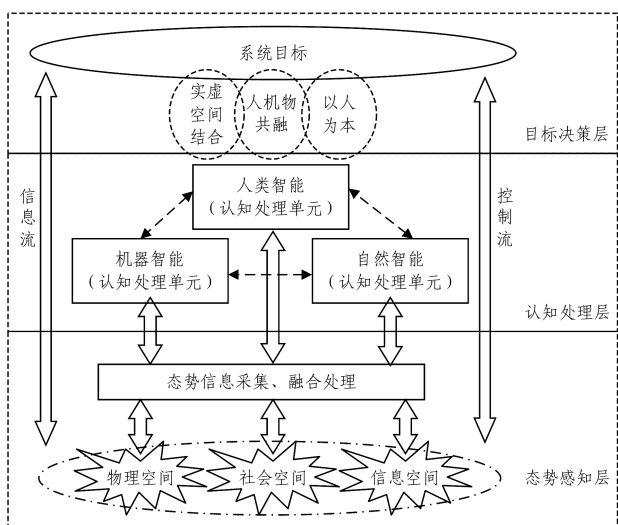 系统目标
实虚
空间
结合
人机物
共融
以人
为本
目标决策层
信息流
控制流
人类智能
（认知处理单元）
机器智能
（认知处理单元）
自然智能
（认知处理单元）
认知处理层
态势信息采集、融合处理
物理空间
社会空间
信息空间
态势感知层